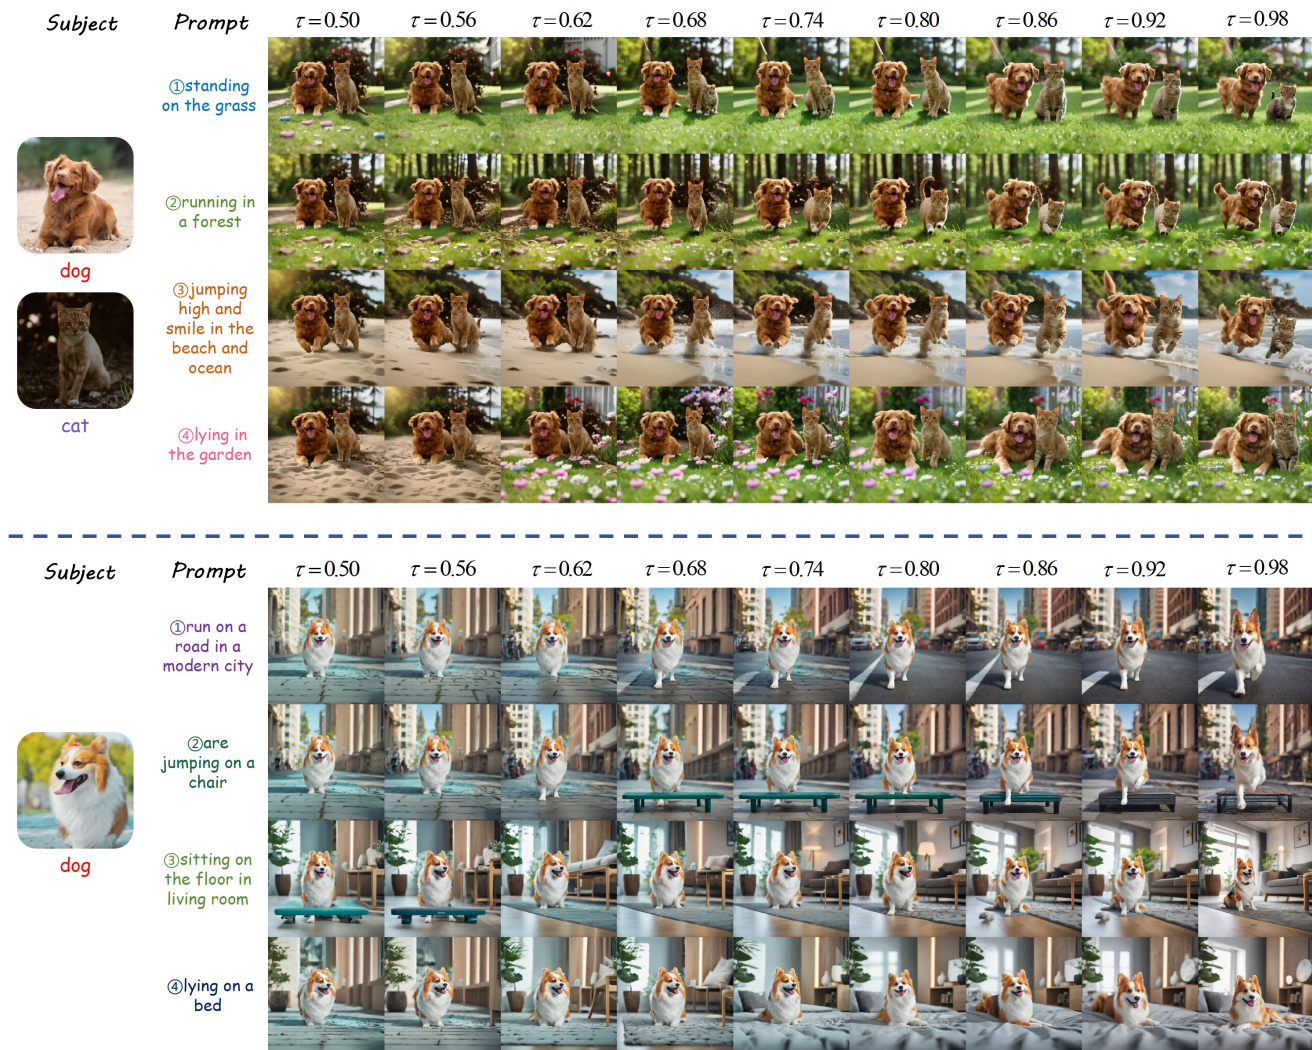 Subject Prompt τ=0.50 τ=0.56 τ=0.62 τ=0.68 τ=0.74 τ=0.80 τ=0.86 τ=0.92 τ=0.98
①standing
on the grass
②running in
a forest
dog
③jumping
high and
smile in the
beach and
ocean
cat
④lying in
the garden
Subject Prompt τ=0.50 τ=0.56 τ=0.62 τ=0.68 τ=0.74 τ=0.80 τ=0.86 τ=0.92 τ=0.98
①run on a
road in a
modern city
②are
jumping on a
chair
dog
③sitting on
the floor in
living room
④lying on a
bed